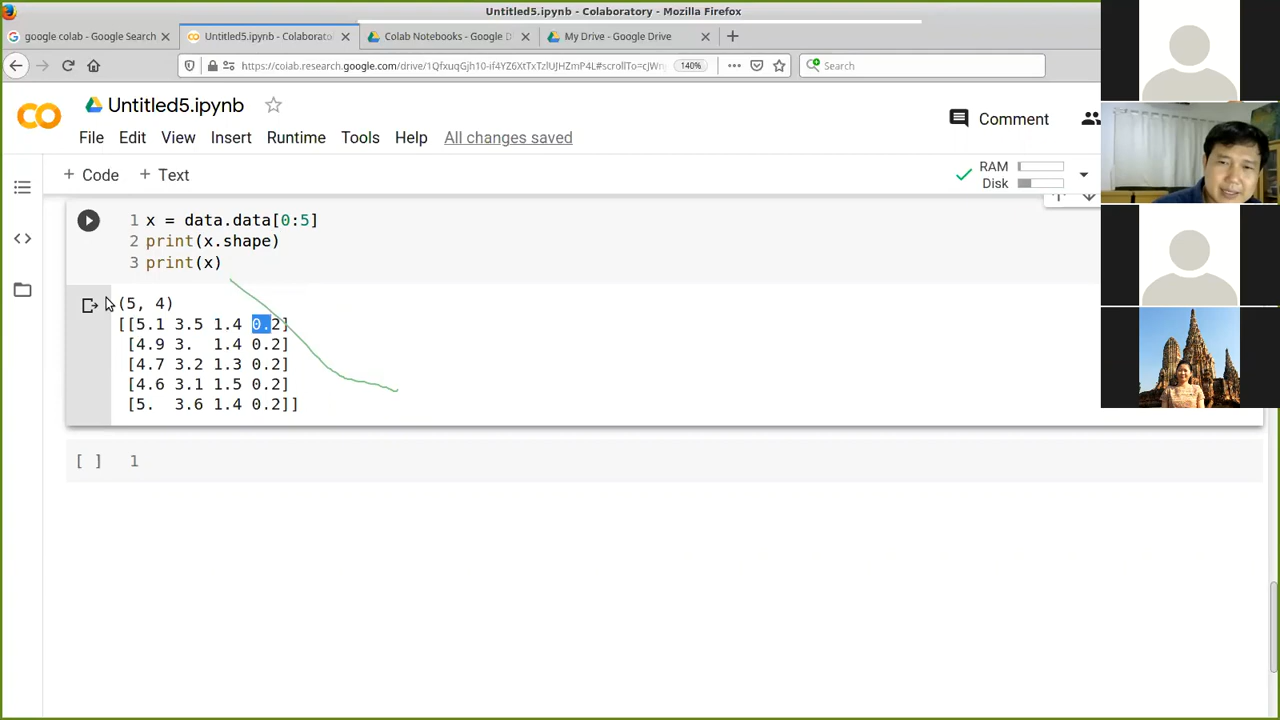 Untitled5.ipynb - Colaboratory - Mozilla Firefox
google colab - Google Search
Untitled5.ipynb - Colaborato
Colab Notebooks - Google D
My Drive - Google Drive
140%
Search
Untitled5.ipynb
File Edit View Insert Runtime Tools Help All changes saved
Comment
+ Code + Text
RAM
Disk
1 x = data.data[0:5]
2 print(x.shape)
3 print(x)
(5, 4)
[[5.1 3.5 1.4 0.2]
[4.9 3. 1.4 0.2]
[4.7 3.2 1.3 0.2]
[4.6 3.1 1.5 0.2]
[5. 3.6 1.4 0.2]]
[ ] 1